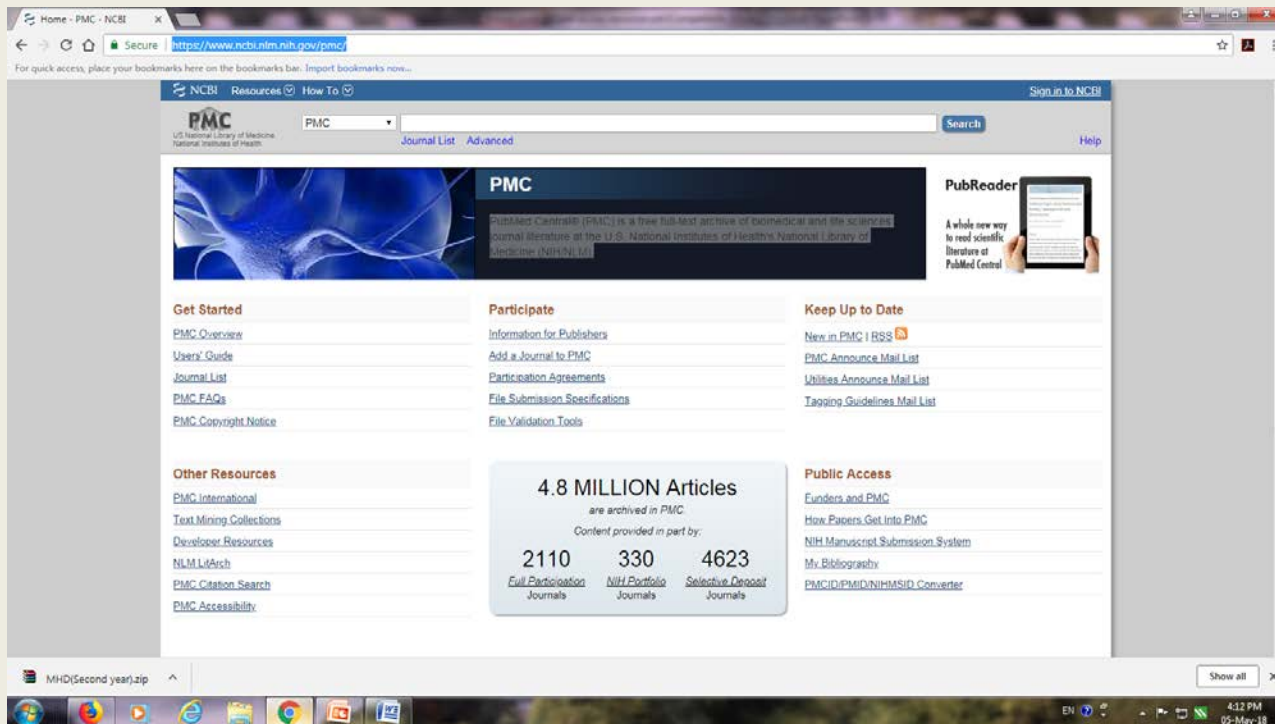 Home - PMC - NCBI
Secure https://www.ncbi.nlm.nih.gov/pmc/
For quick access, place your bookmarks here on the bookmarks bar. Import bookmarks now...
NCBI Resources How To Sign in to NCBI
PMC
US National Library of Medicine
National Institutes of Health
PMC Search
Journal List Advanced Help
PMC
PubMed Central® (PMC) is a free full-text archive of biomedical and life sciences
journal literature at the U.S. National Institutes of Health's National Library of
Medicine (NIH/NLM).
PubReader
A whole new way
to read scientific
literature at
PubMed Central
Get Started
PMC Overview
Users' Guide
Journal List
PMC FAQs
PMC Copyright Notice
Participate
Information for Publishers
Add a Journal to PMC
Participation Agreements
File Submission Specifications
File Validation Tools
Keep Up to Date
New in PMC | RSS
PMC Announce Mail List
Utilities Announce Mail List
Tagging Guidelines Mail List
Other Resources
PMC International
Text Mining Collections
Developer Resources
NLM LitArch
PMC Citation Search
PMC Accessibility
4.8 MILLION Articles
are archived in PMC.
Content provided in part by:
2110 330 4623
Full Participation NIH Portfolio Selective Deposit
Journals Journals Journals
Public Access
Funders and PMC
How Papers Get Into PMC
NIH Manuscript Submission System
My Bibliography
PMCID/PMID/NIHMSID Converter
MHD(Second year).zip Show all
EN 4:12 PM
05-May-18